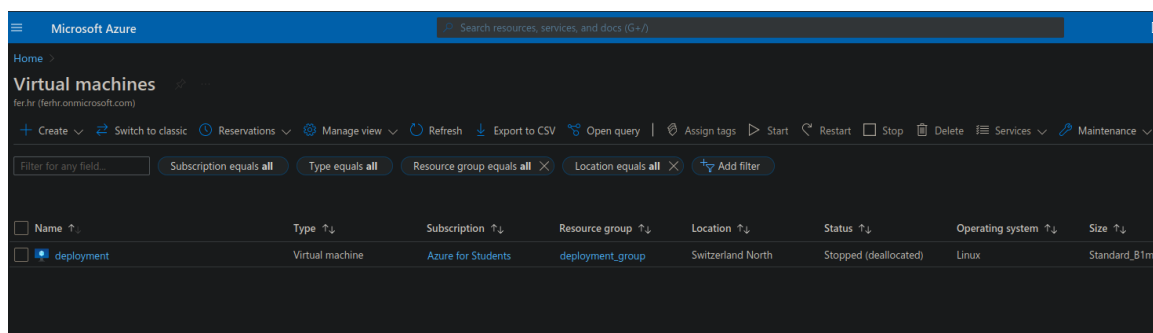 Microsoft Azure
Search resources, services, and docs (G+/)
Home
Virtual machines
fer.hr (ferhr.onmicrosoft.com)
Create Switch to classic Reservations Manage view Refresh Export to CSV Open query Assign tags Start Restart Stop Delete Services Maintenance
Filter for any field... Subscription equals all Type equals all Resource group equals all Location equals all Add filter
Name Type Subscription Resource group Location Status Operating system Size
deployment Virtual machine Azure for Students deployment_group Switzerland North Stopped (deallocated) Linux Standard_B1m